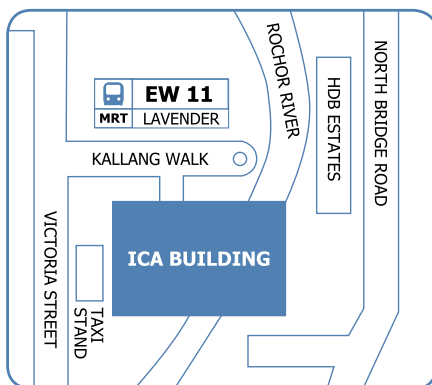 EW 11
MRT LAVENDER
KALLANG WALK
ROCHOR RIVER
HDB ESTATES
NORTH BRIDGE ROAD
VICTORIA STREET
ICA BUILDING
TAXI
STAND